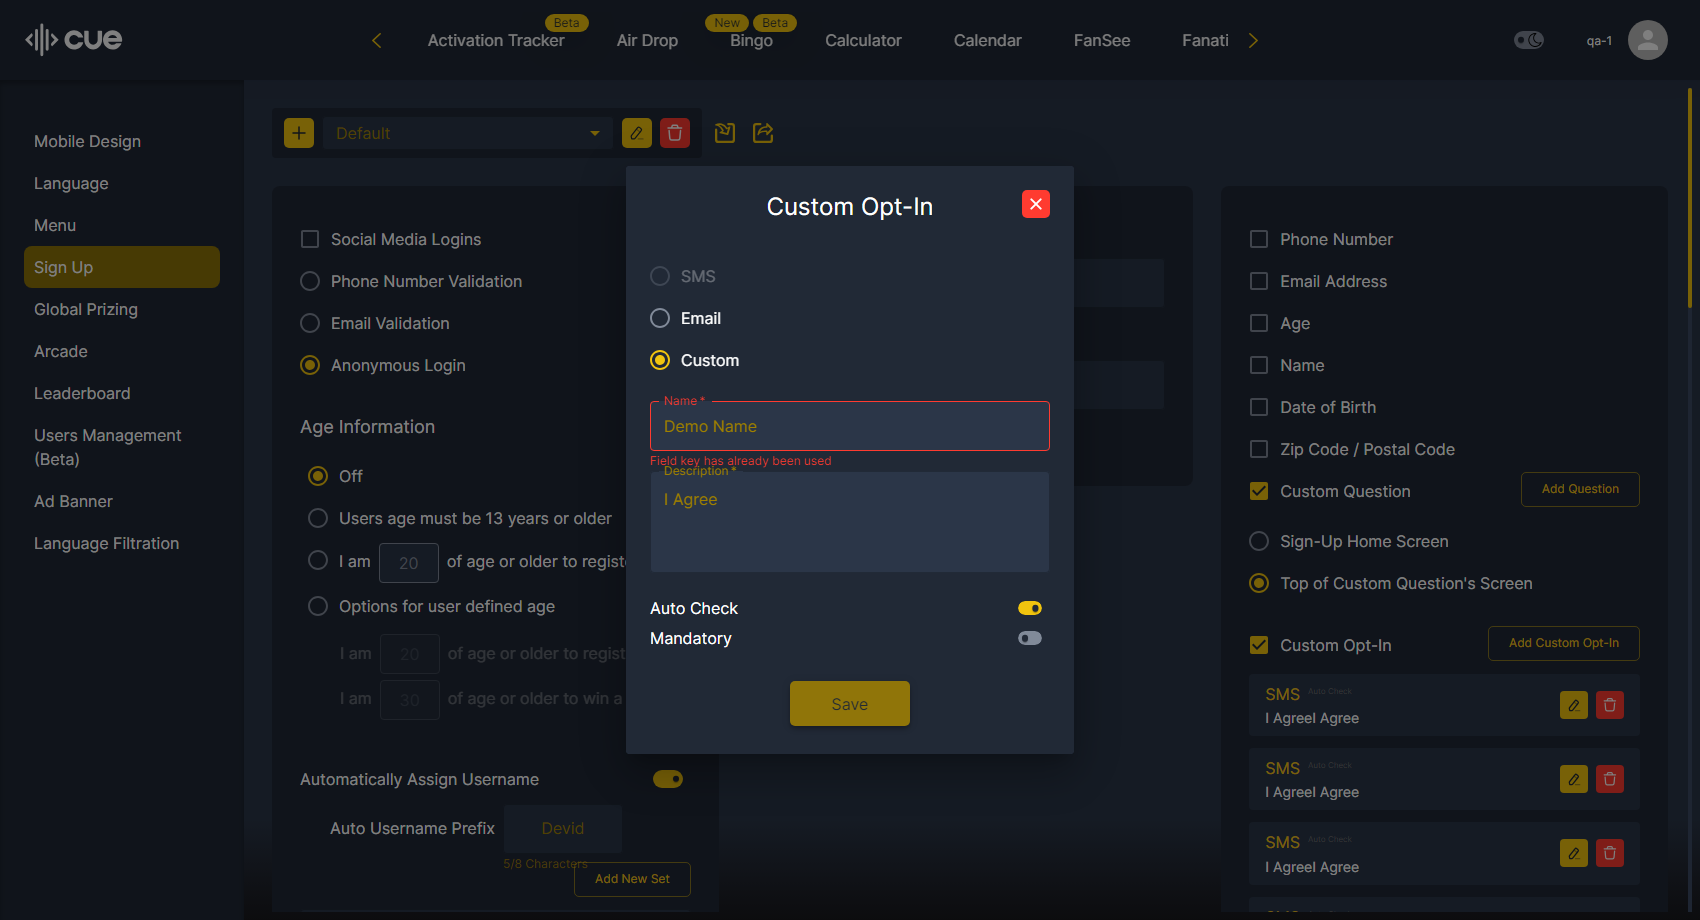 cue
Activation Tracker
Beta
Air Drop
New
Beta
Bingo
Calculator
Calendar
FanSee
Fanati
qa-1
Mobile Design
Language
Menu
Sign Up
Global Prizing
Arcade
Leaderboard
Users Management
(Beta)
Ad Banner
Language Filtration
Default
Social Media Logins
Phone Number Validation
Email Validation
Anonymous Login
Age Information
Off
Users age must be 13 years or older
I am 20 of age or older to regist
Options for user defined age
I am 20 of age or older to regist
I am 30 of age or older to win a
Automatically Assign Username
Auto Username Prefix Devid
5/8 Characters
Add New Set
Custom Opt-In
SMS
Email
Custom
Name *
Demo Name
Field key has already been used
Description *
I Agree
Auto Check
Mandatory
Save
Phone Number
Email Address
Age
Name
Date of Birth
Zip Code / Postal Code
Custom Question
Add Question
Sign-Up Home Screen
Top of Custom Question's Screen
Custom Opt-In
Add Custom Opt-In
SMS Auto Check
I AgreeI Agree
SMS Auto Check
I AgreeI Agree
SMS Auto Check
I AgreeI Agree